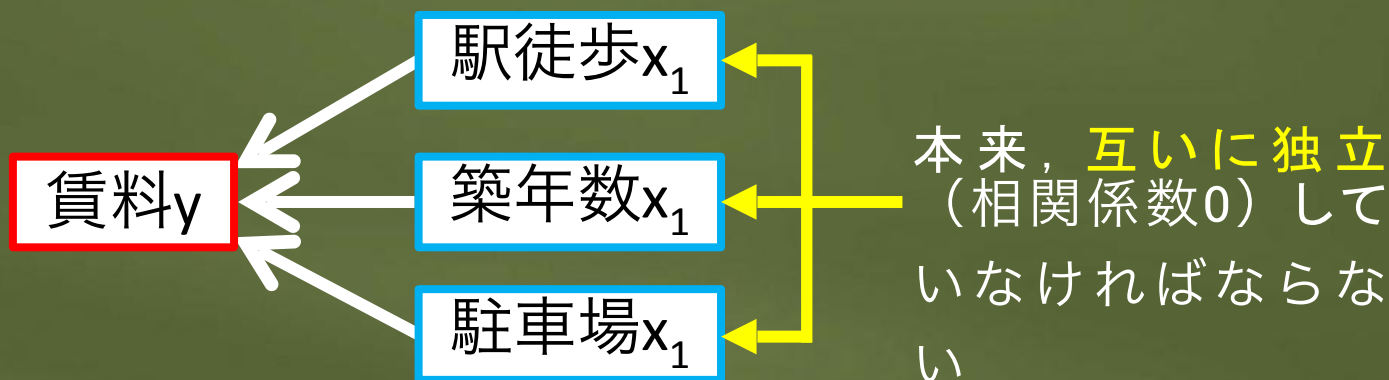 駅徒歩x₁
賃料y
築年数x₁
駐車場x₁
本来，互いに独立
（相関係数0）して
いなければならな
い